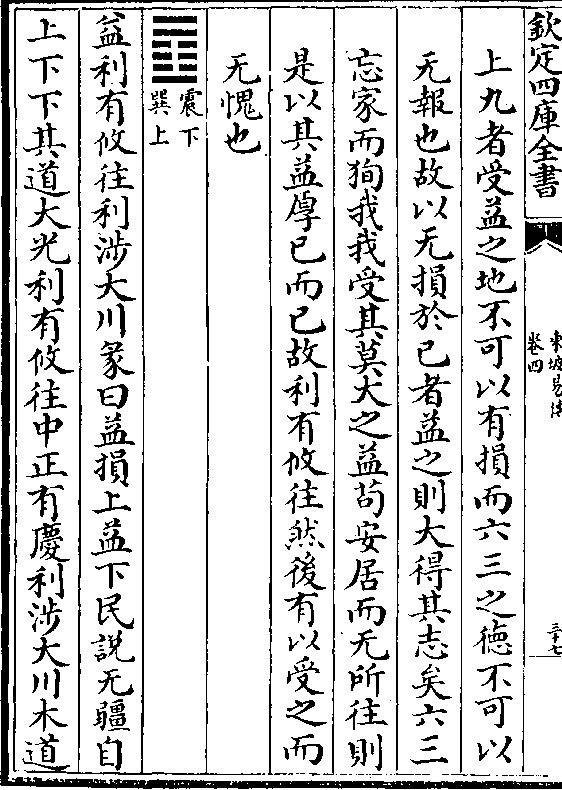 欽定四庫全書
東坡易傳
卷四
三十七
上九者受益之地不可以有損而六三之徳不可以
无報也故以无損於已者益之則大得其志矣六三
忘家而狥我我受其莫大之益茍安居而无所往則
是以其益厚已而已故利有攸往然後有以受之而
无愧也
䷩
震下
巽上
益利有攸往利涉大川彖曰益損上益下民説无疆自
上下下其道大光利有攸往中正有慶利涉大川木道